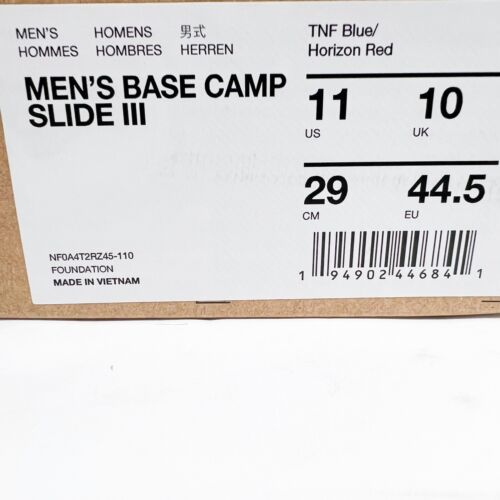 MEN'S HOMENS 男式
HOMMES HOMBRES HERREN
MEN'S BASE CAMP
SLIDE III
NF0A4T2RZ45-110
FOUNDATION
MADE IN VIETNAM
TNF Blue/
Horizon Red
11 10
US UK
29 44.5
CM EU
1 94902 44684 1